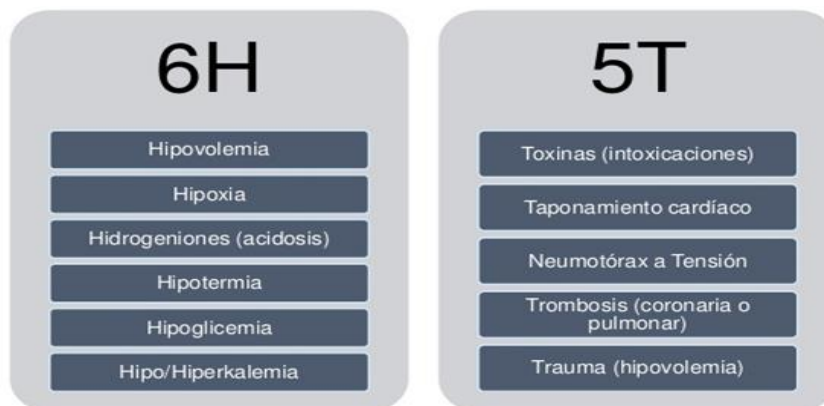 6H
Hipovolemia
Hipoxia
Hidrogeniones (acidosis)
Hipotermia
Hipoglicemia
Hipo/Hiperkalemia
5T
Toxinas (intoxicaciones)
Taponamiento cardíaco
Neumotórax a Tensión
Trombosis (coronaria o
pulmonar)
Trauma (hipovolemia)